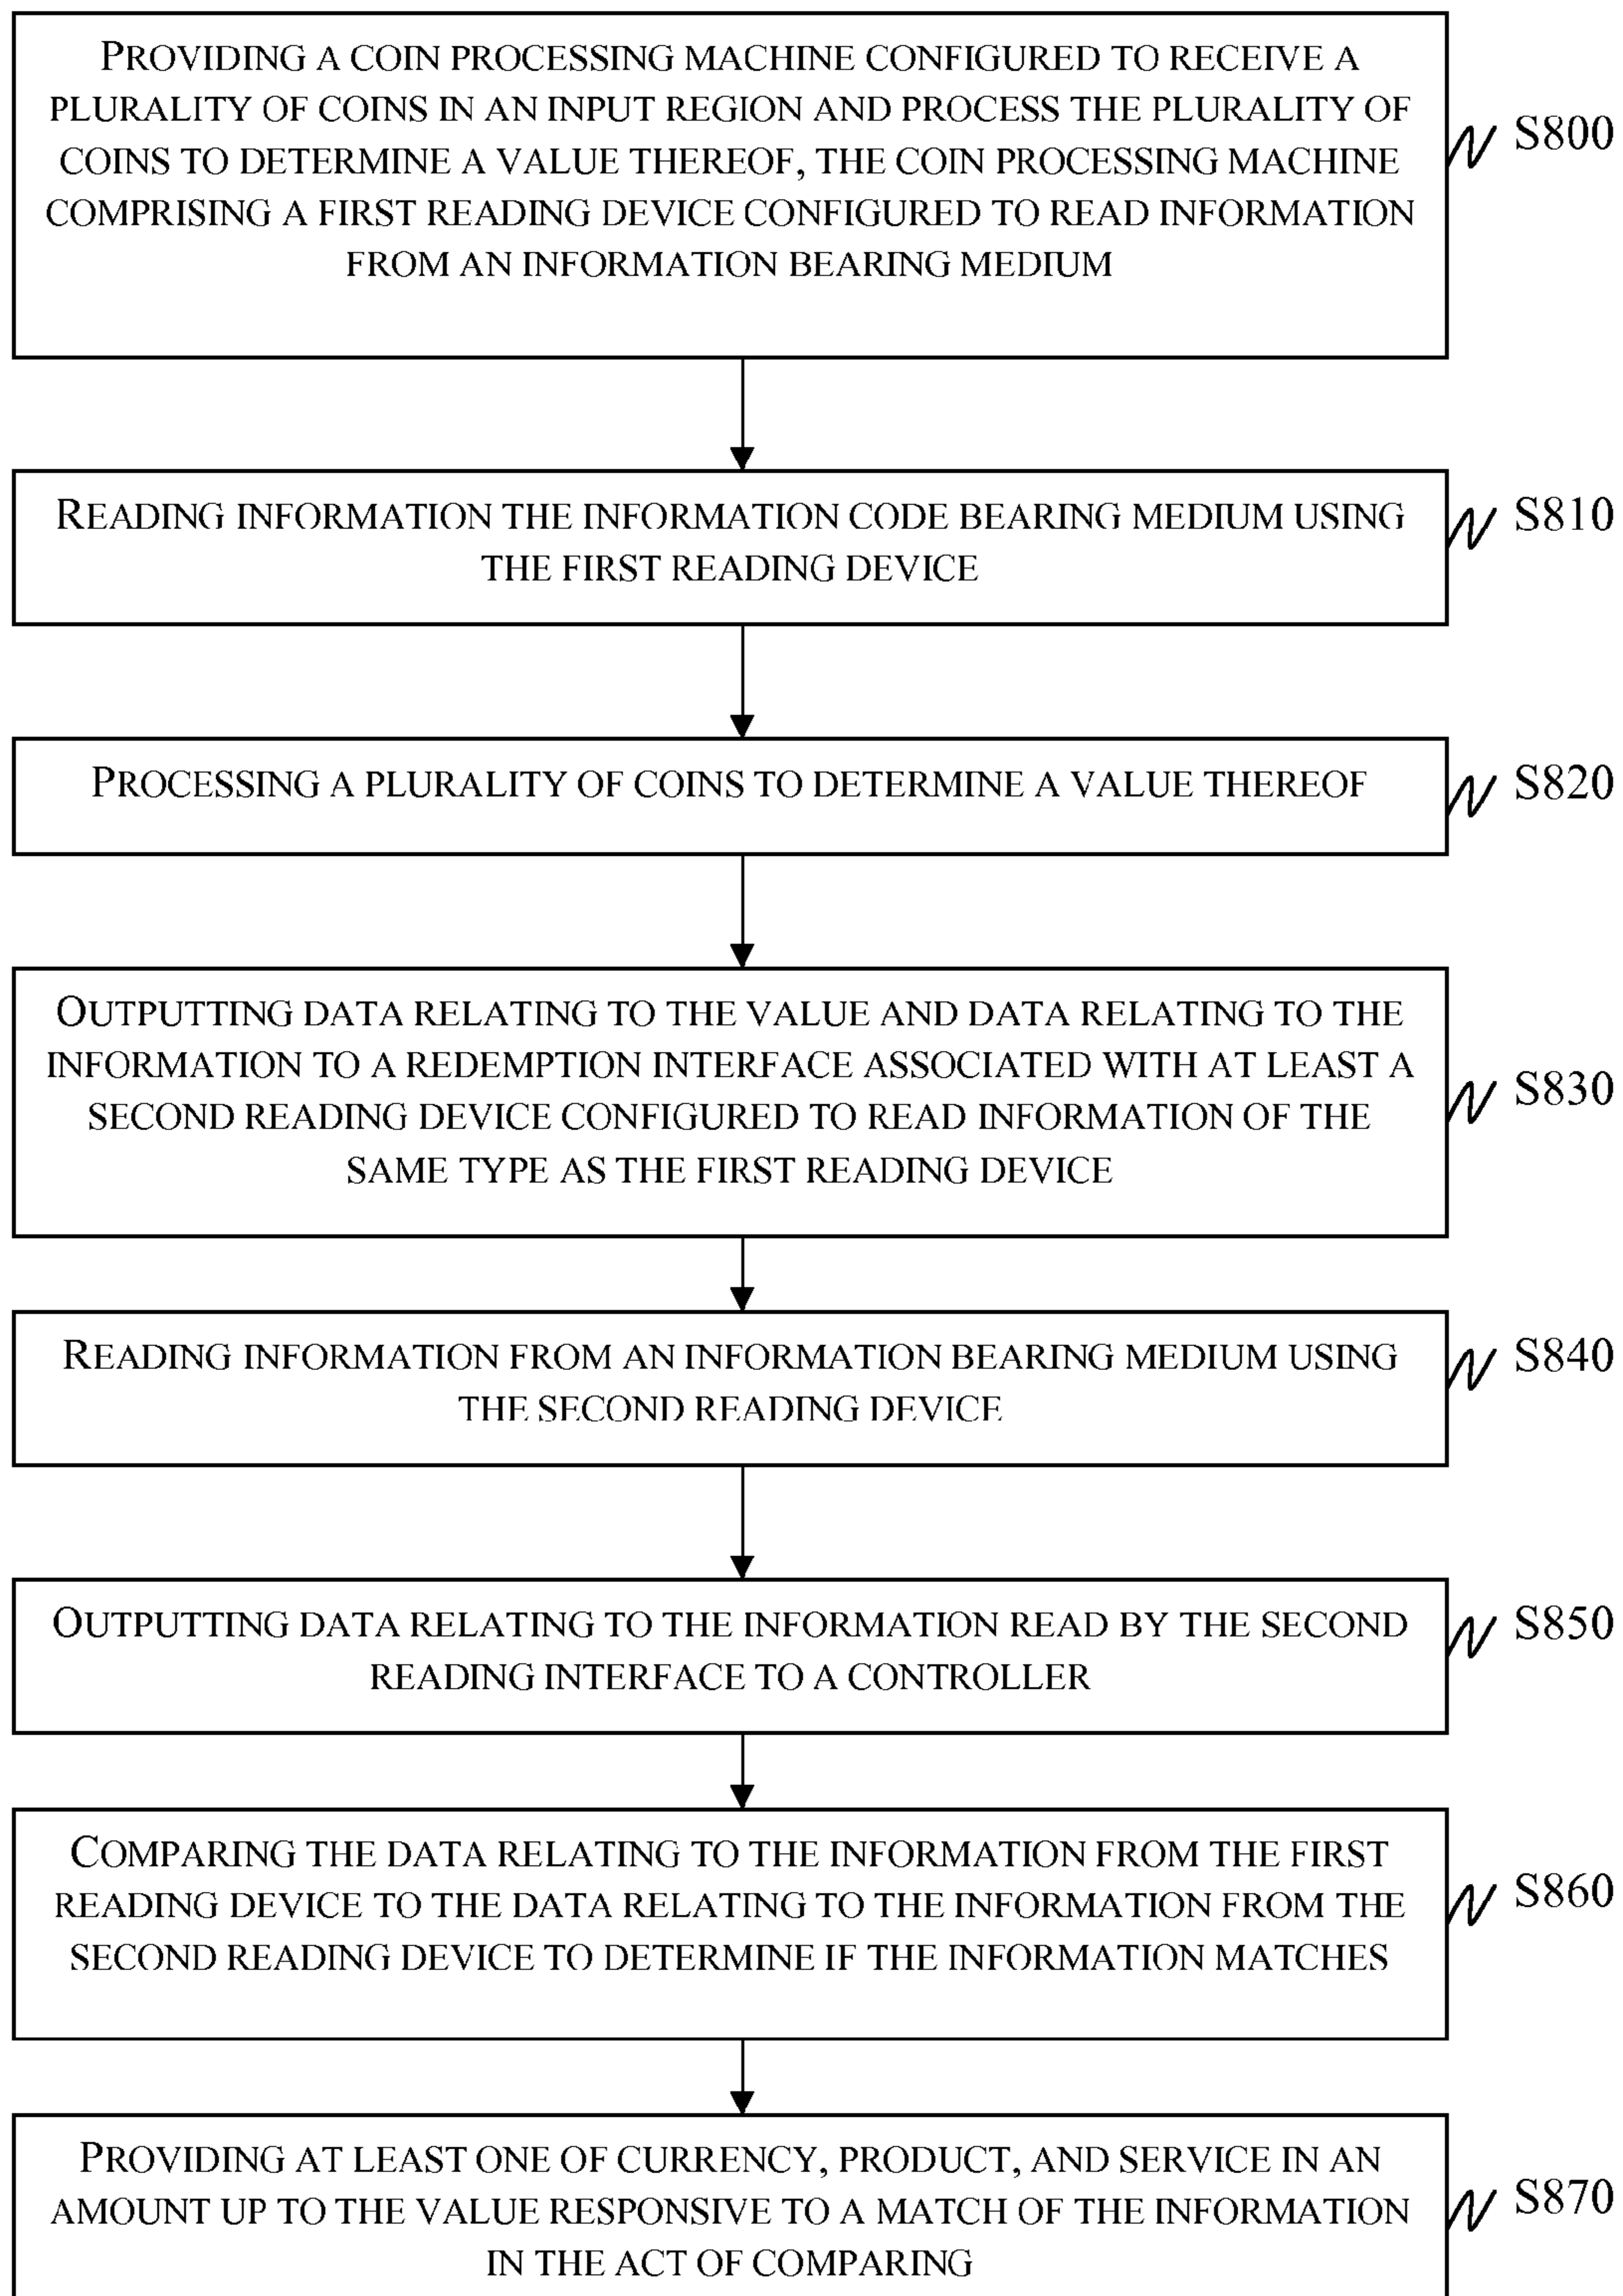 PROVIDING A COIN PROCESSING MACHINE CONFIGURED TO RECEIVE A
PLURALITY OF COINS IN AN INPUT REGION AND PROCESS THE PLURALITY OF
COINS TO DETERMINE A VALUE THEREOF, THE COIN PROCESSING MACHINE
COMPRISING A FIRST READING DEVICE CONFIGURED TO READ INFORMATION
FROM AN INFORMATION BEARING MEDIUM
S800
READING INFORMATION THE INFORMATION CODE BEARING MEDIUM USING
THE FIRST READING DEVICE
S810
PROCESSING A PLURALITY OF COINS TO DETERMINE A VALUE THEREOF
S820
OUTPUTTING DATA RELATING TO THE VALUE AND DATA RELATING TO THE
INFORMATION TO A REDEMPTION INTERFACE ASSOCIATED WITH AT LEAST A
SECOND READING DEVICE CONFIGURED TO READ INFORMATION OF THE
SAME TYPE AS THE FIRST READING DEVICE
S830
READING INFORMATION FROM AN INFORMATION BEARING MEDIUM USING
THE SECOND READING DEVICE
S840
OUTPUTTING DATA RELATING TO THE INFORMATION READ BY THE SECOND
READING INTERFACE TO A CONTROLLER
S850
COMPARING THE DATA RELATING TO THE INFORMATION FROM THE FIRST
READING DEVICE TO THE DATA RELATING TO THE INFORMATION FROM THE
SECOND READING DEVICE TO DETERMINE IF THE INFORMATION MATCHES
S860
PROVIDING AT LEAST ONE OF CURRENCY, PRODUCT, AND SERVICE IN AN
AMOUNT UP TO THE VALUE RESPONSIVE TO A MATCH OF THE INFORMATION
IN THE ACT OF COMPARING
S870